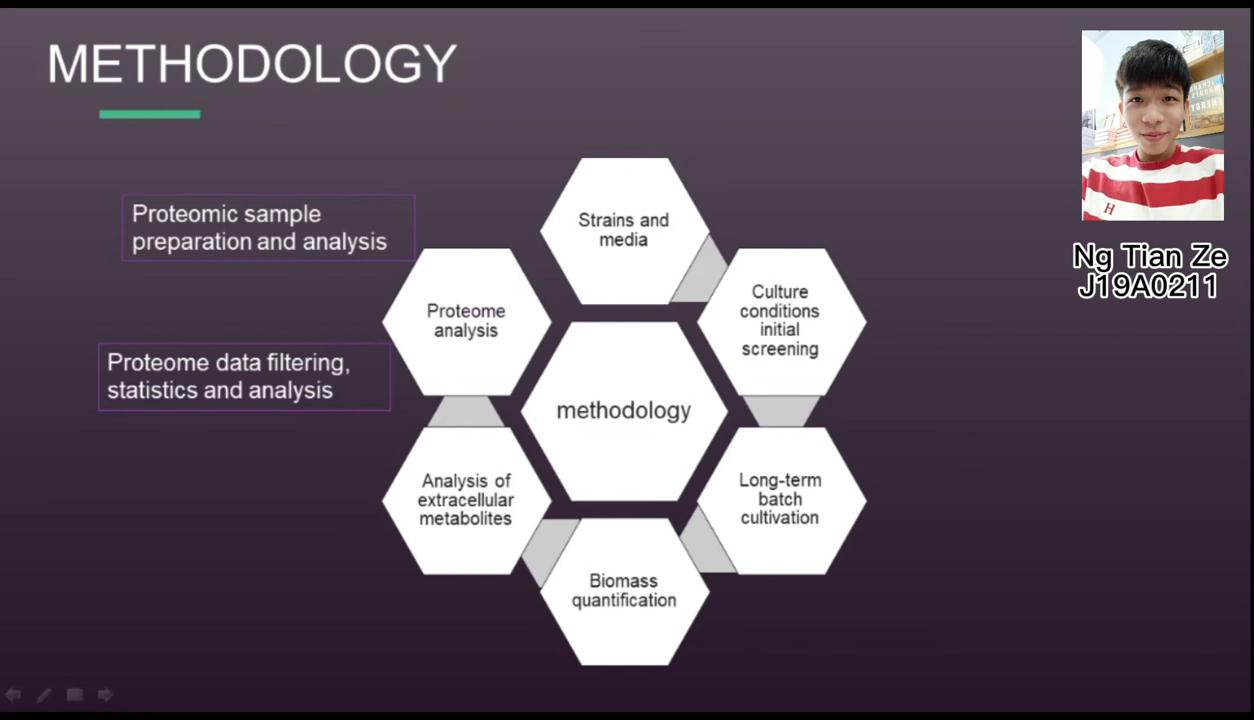 METHODOLOGY
Proteomic sample
preparation and analysis
Proteome data filtering,
statistics and analysis
Strains and
media
Culture
conditions
initial
screening
Long-term
batch
cultivation
Biomass
quantification
Analysis of
extracellular
metabolites
Proteome
analysis
methodology
Ng Tian Ze
J19A0211
H